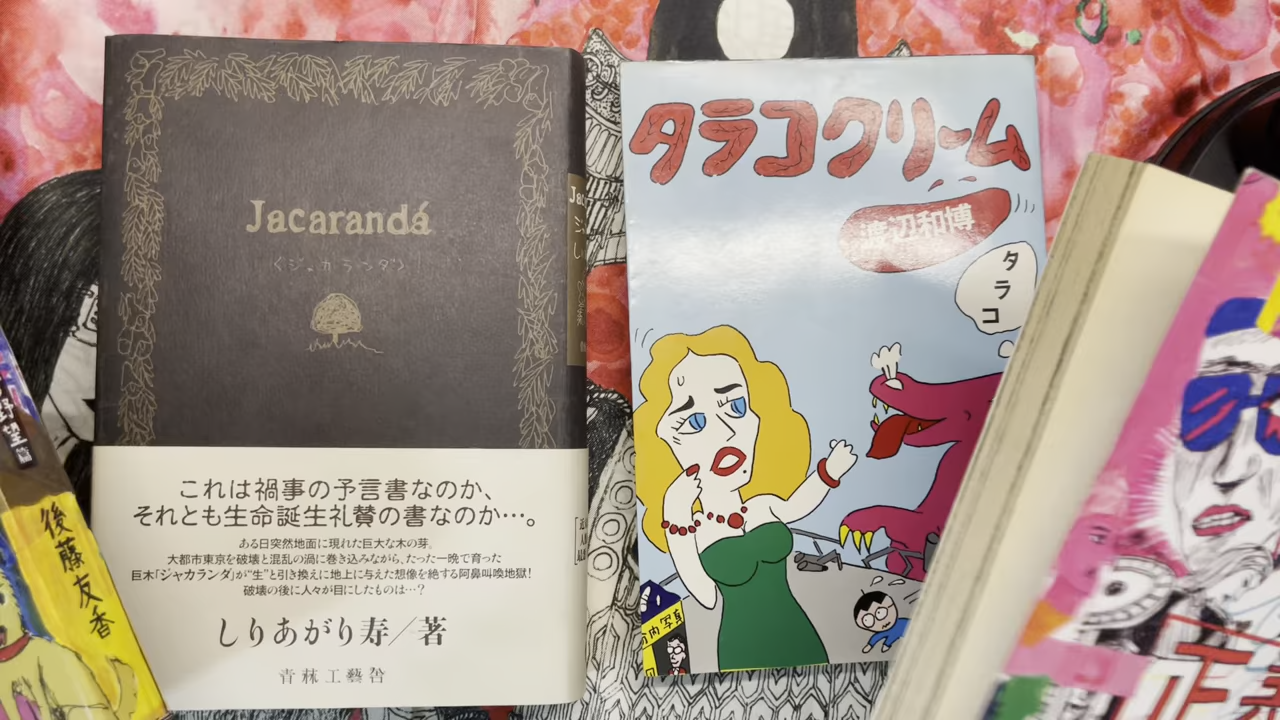 Jacarandá
〈ジャカランダ〉
これは禍事の予言書なのか、
それとも生命誕生礼賛の書なのか…。
ある日突然地面に現れた巨大な木の芽。
大都市東京を破壊と混乱の渦に巻き込みながら、たった一晩で育った
巨木「ジャカランダ」が“生”と引き換えに地上に与えた想像を絶する阿鼻叫喚地獄!
破壊の後に人々が目にしたものは…?
しりあがり寿／著
青林工藝舎
タラコクリーム
渡辺和博
タラコ
野望篇
後藤友香